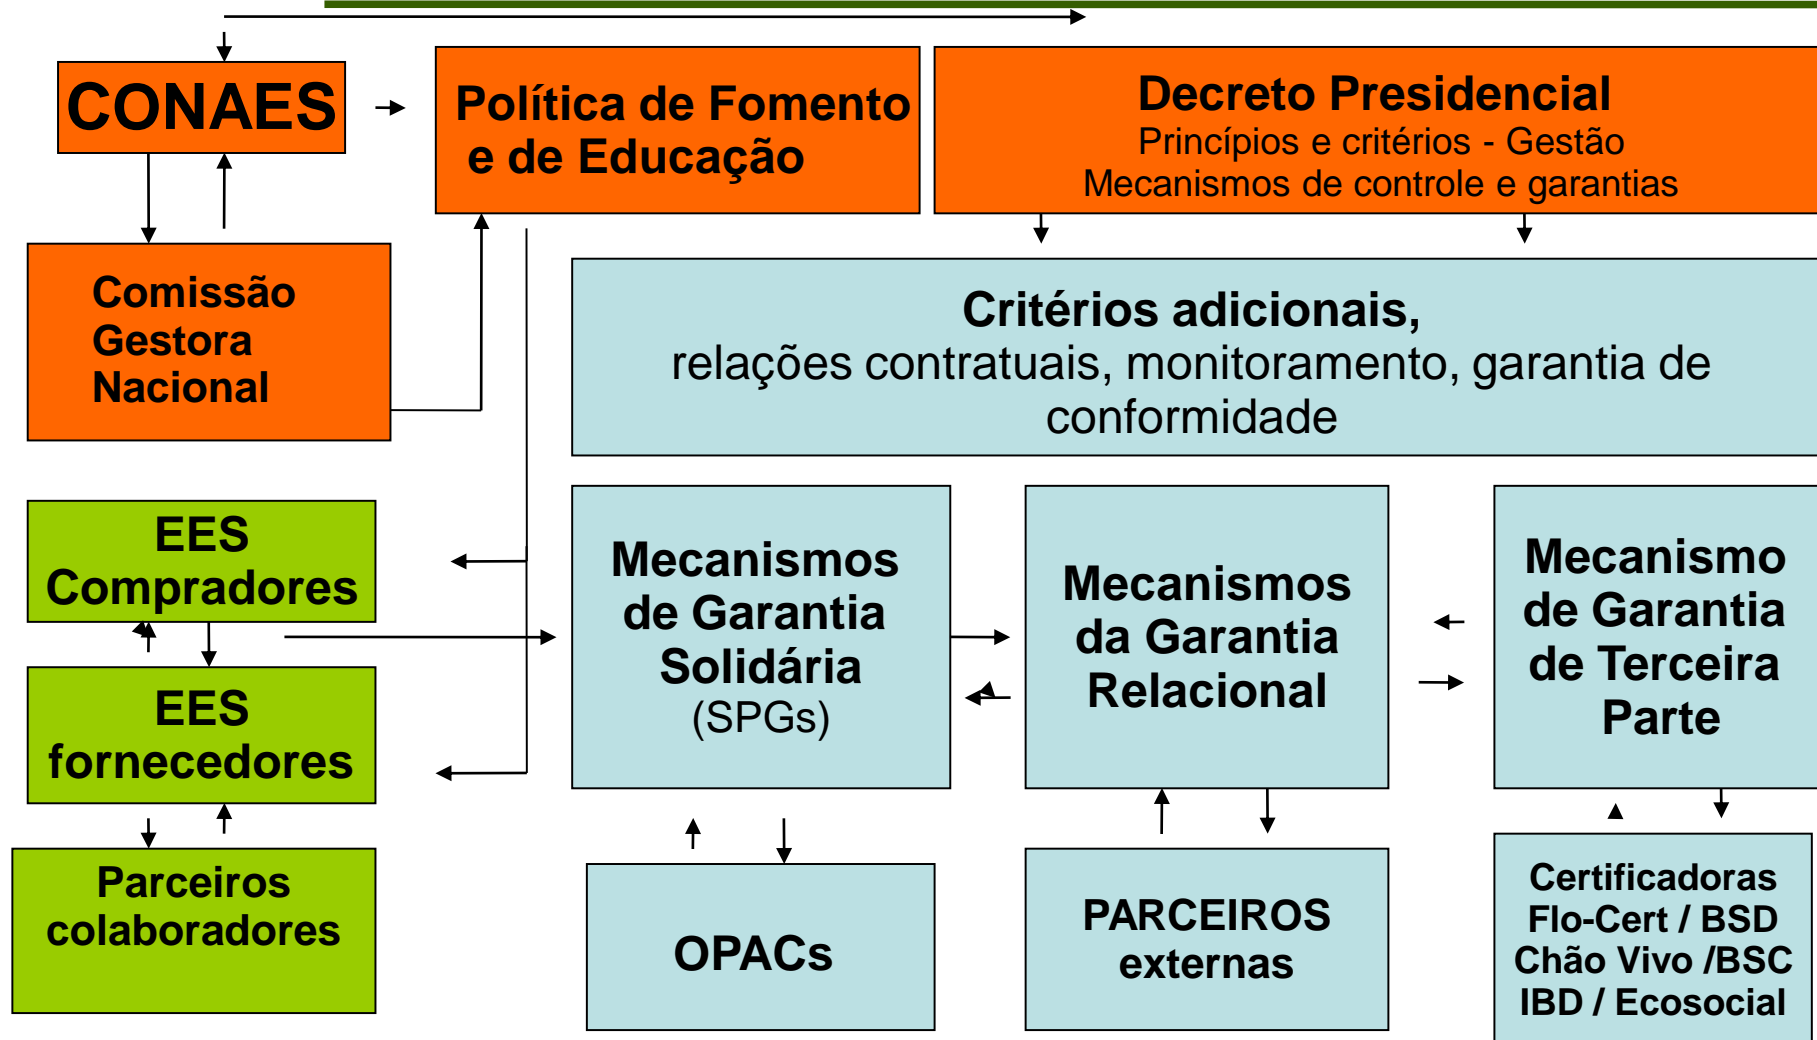 CONAES
Política de Fomento
e de Educação
Decreto Presidencial
Princípios e critérios - Gestão
Mecanismos de controle e garantias
Comissão
Gestora
Nacional
Critérios adicionais,
relações contratuais, monitoramento, garantia de
conformidade
EES
Compradores
EES
fornecedores
Parceiros
colaboradores
Mecanismos
de Garantia
Solidária
(SPGs)
Mecanismos
da Garantia
Relacional
Mecanismo
de Garantia
de Terceira
Parte
OPACs
PARCEIROS
externas
Certificadoras
Flo-Cert / BSD
Chão Vivo /BSC
IBD / Ecosocial